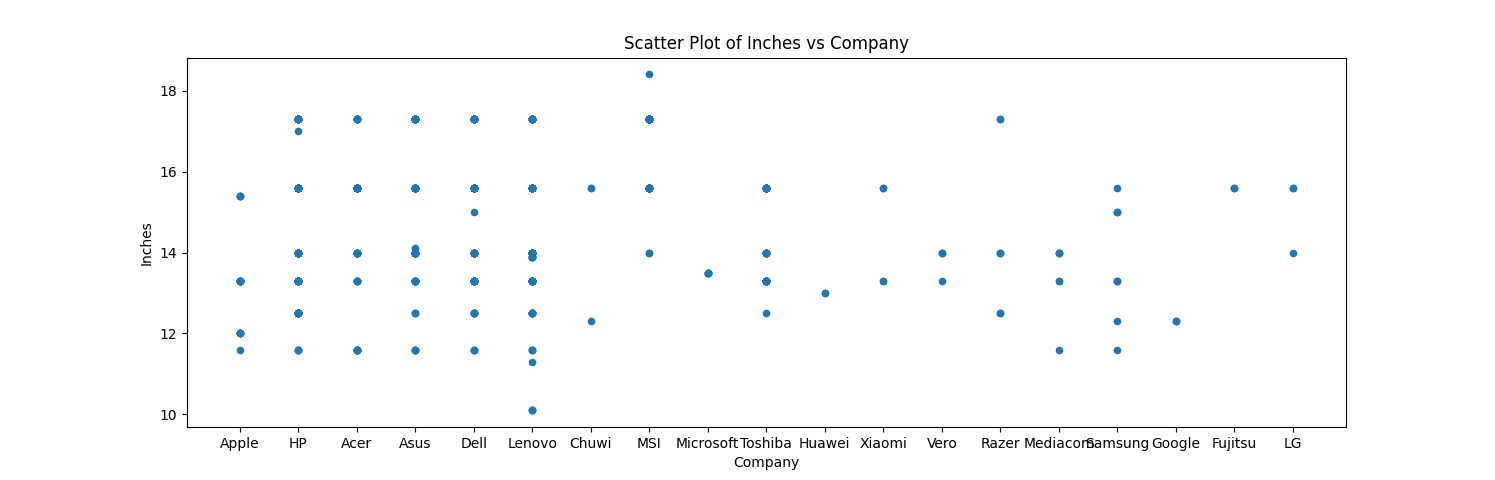 Scatter Plot of Inches vs Company
18
16
14
12
10
Inches
Apple HP Acer Asus Dell Lenovo Chuwi MSI Microsoft Toshiba Huawei Xiaomi Vero Razer Mediacom Samsung Google Fujitsu LG
Company